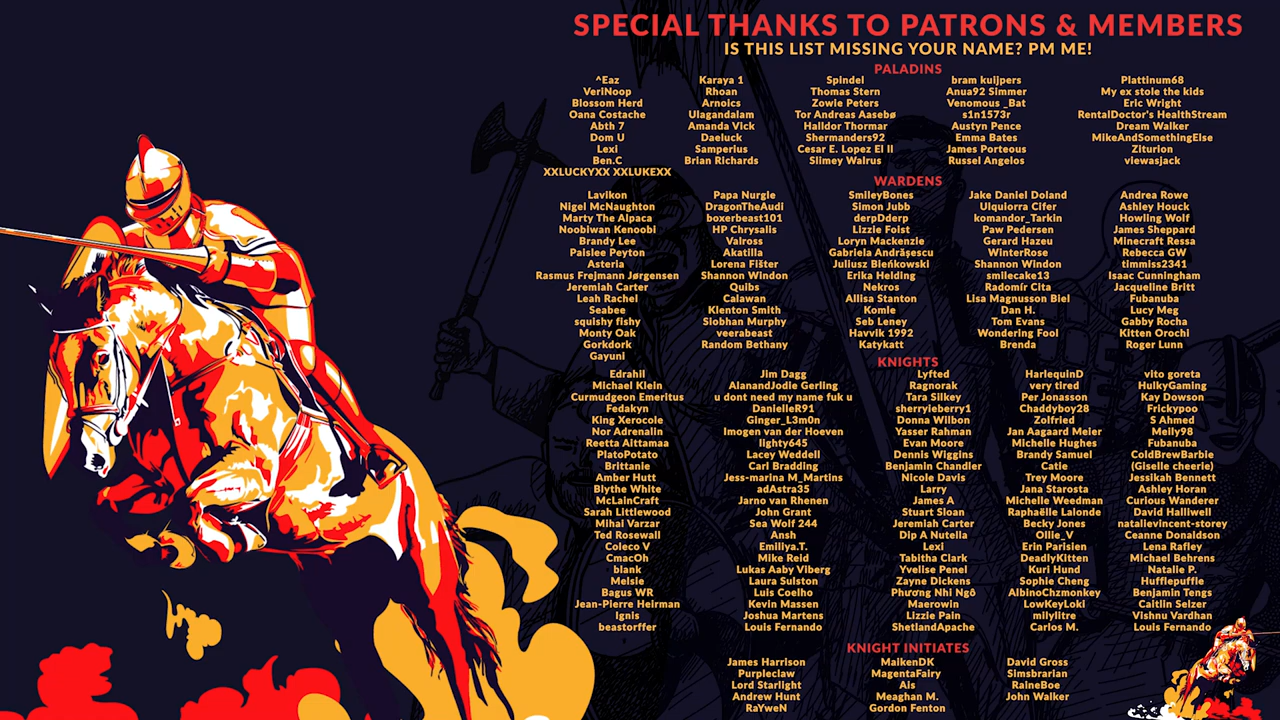 SPECIAL THANKS TO PATRONS & MEMBERS
IS THIS LIST MISSING YOUR NAME? PM ME!
PALADINS
^Eaz
VeriNoop
Blossom Herd
Oana Costache
Abth 7
Dom U
Lexi
Ben.C
XXLUCKYXX XXLUKEXX
Karaya 1
Rhoan
Arnoics
Ulagandalam
Amanda Vick
Daeluck
Samperius
Brian Richards
Spindel
Thomas Stern
Zowie Peters
Tor Andreas Aasebø
Halldor Thormar
Shermanders92
Cesar E. Lopez El II
Slimey Walrus
bram kuijpers
Anua92 Simmer
Venomous _Bat
s1n1573r
Austyn Pence
Emma Bates
James Porteous
Russel Angelos
Plattinum68
My ex stole the kids
Eric Wright
RentalDoctor's HealthStream
Dream Walker
MikeAndSomethingElse
Ziturion
viewasjack
WARDENS
Lavikon
Nigel McNaughton
Marty The Alpaca
Nooblwan Kenoobi
Brandy Lee
Paislee Peyton
Asteria
Rasmus Frejmann Jørgensen
Jeremiah Carter
Leah Rachel
Seabee
squishy fishy
Monty Oak
Gorkdork
Gayuni
Papa Nurgle
DragonTheAudi
boxerbeast101
HP Chrysalis
Valross
Akatilla
Lorena Fišter
Shannon Windon
Quibs
Calawan
Klenton Smith
Siobhan Murphy
veerabeast
Random Bethany
SmileyBones
Simon Jubb
derpDderp
Lizzie Foist
Loryn Mackenzie
Gabriela Andrășescu
Juliusz Bieńkowski
Erika Helding
Nekros
Allisa Stanton
Komle
Seb Leney
Havvik 1992
Katykatt
Jake Daniel Doland
Ulquiorra Cifer
komandor_Tarkin
Paw Pedersen
Gerard Hazeu
WinterRose
Shannon Windon
smilecake13
Radomír Cita
Lisa Magnusson Biel
Dan H.
Tom Evans
Wondering Fool
Brenda
Andrea Rowe
Ashley Houck
Howling Wolf
James Sheppard
Minecraft Ressa
Rebecca GW
timmiss2341
Isaac Cunningham
Jacqueline Britt
Fubanuba
Lucy Meg
Gabby Rocha
Kitten Orochi
Roger Lunn
KNIGHTS
Edrahil
Michael Klein
Curmudgeon Emeritus
Fedakyn
King Xerocole
Nor Adrenalin
Reetta Aittamaa
PlatoPotato
Brittanie
Amber Hutt
Blythe White
McLainCraft
Sarah Littlewood
Mihai Varzar
Ted Rosewall
Coleco V
CmacOh
blank
Melsie
Bagus WR
Jean-Pierre Heirman
Ignis
beastorffer
Jim Dagg
AlanandJodie Gerling
u dont need my name fuk u
DanielleR91
Ginger_L3m0n
Imogen van der Hoeven
lighty645
Lacey Weddell
Carl Bradding
Jess-marina M_Martins
adAstra35
Jarno van Rhenen
John Grant
Sea Wolf 244
Ansh
Emiliya.T.
Mike Reid
Lukas Aaby Viberg
Laura Sulston
Luis Coelho
Kevin Massen
Joshua Martens
Louis Fernando
Lyfted
Ragnorak
Tara Silkey
sherryieberry1
Donna Wilbon
Yasser Rahman
Evan Moore
Dennis Wiggins
Benjamin Chandler
Nicole Davis
Larry
James A
Stuart Sloan
Jeremiah Carter
Dip A Nutella
Lexi
Tabitha Clark
Yvelise Penel
Zayne Dickens
Phương Nhi Ngô
Maerowin
Lizzie Pain
ShetlandApache
HarlequinD
very tired
Per Jonasson
Chaddyboy28
Zolfried
Jan Aagaard Meier
Michelle Hughes
Brandy Samuel
Catie
Trey Moore
Jana Starosta
Michelle Weedman
Raphaëlle Lalonde
Becky Jones
Ollie_V
Erin Parisien
DeadlyKitten
Kuri Hund
Sophie Cheng
AlbinoChzmonkey
LowKeyLoki
milylitre
Carlos M.
vito goreta
HulkyGaming
Kay Dowson
Frickypoo
S Ahmed
Meily98
Fubanuba
ColdBrewBarbie
(Giselle cheerie)
Jessikah Bennett
Ashley Horan
Curious Wanderer
David Halliwell
natalievincent-storey
Ceanne Donaldson
Lena Rafley
Michael Behrens
Natalie P.
Hufflepuffle
Benjamin Tengs
Caitlin Selzer
Vishnu Vardhan
Louis Fernando
KNIGHT INITIATES
James Harrison
Purpleclaw
Lord Starlight
Andrew Hunt
RaYweN
MaikenDK
MagentaFairy
Ais
Meaghan M.
Gordon Fenton
David Gross
Simsbrarian
RaineBoe
John Walker